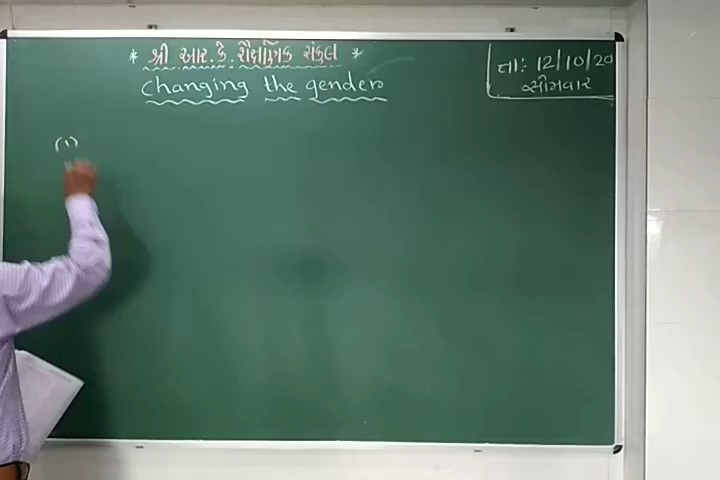 * શ્રી આર. કે. શૈક્ષણિક સંકુલ *
Changing the gender
તા: 12/10/20
સોમવાર
(1)